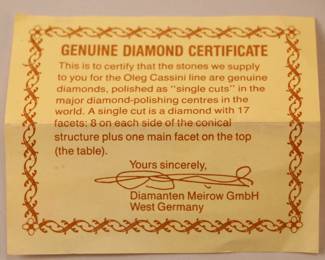 GENUINE DIAMOND CERTIFICATE
This is to certify that the stones we supply
to you for the Oleg Cassini line are genuine
diamonds, polished as "single cuts" in the
major diamond-polishing centres in the
world. A single cut is a diamond with 17
facets: 8 on each side of the conical
structure plus one main facet on the top
(the table).
Yours sincerely,
Diamanten Meirow GmbH
West Germany